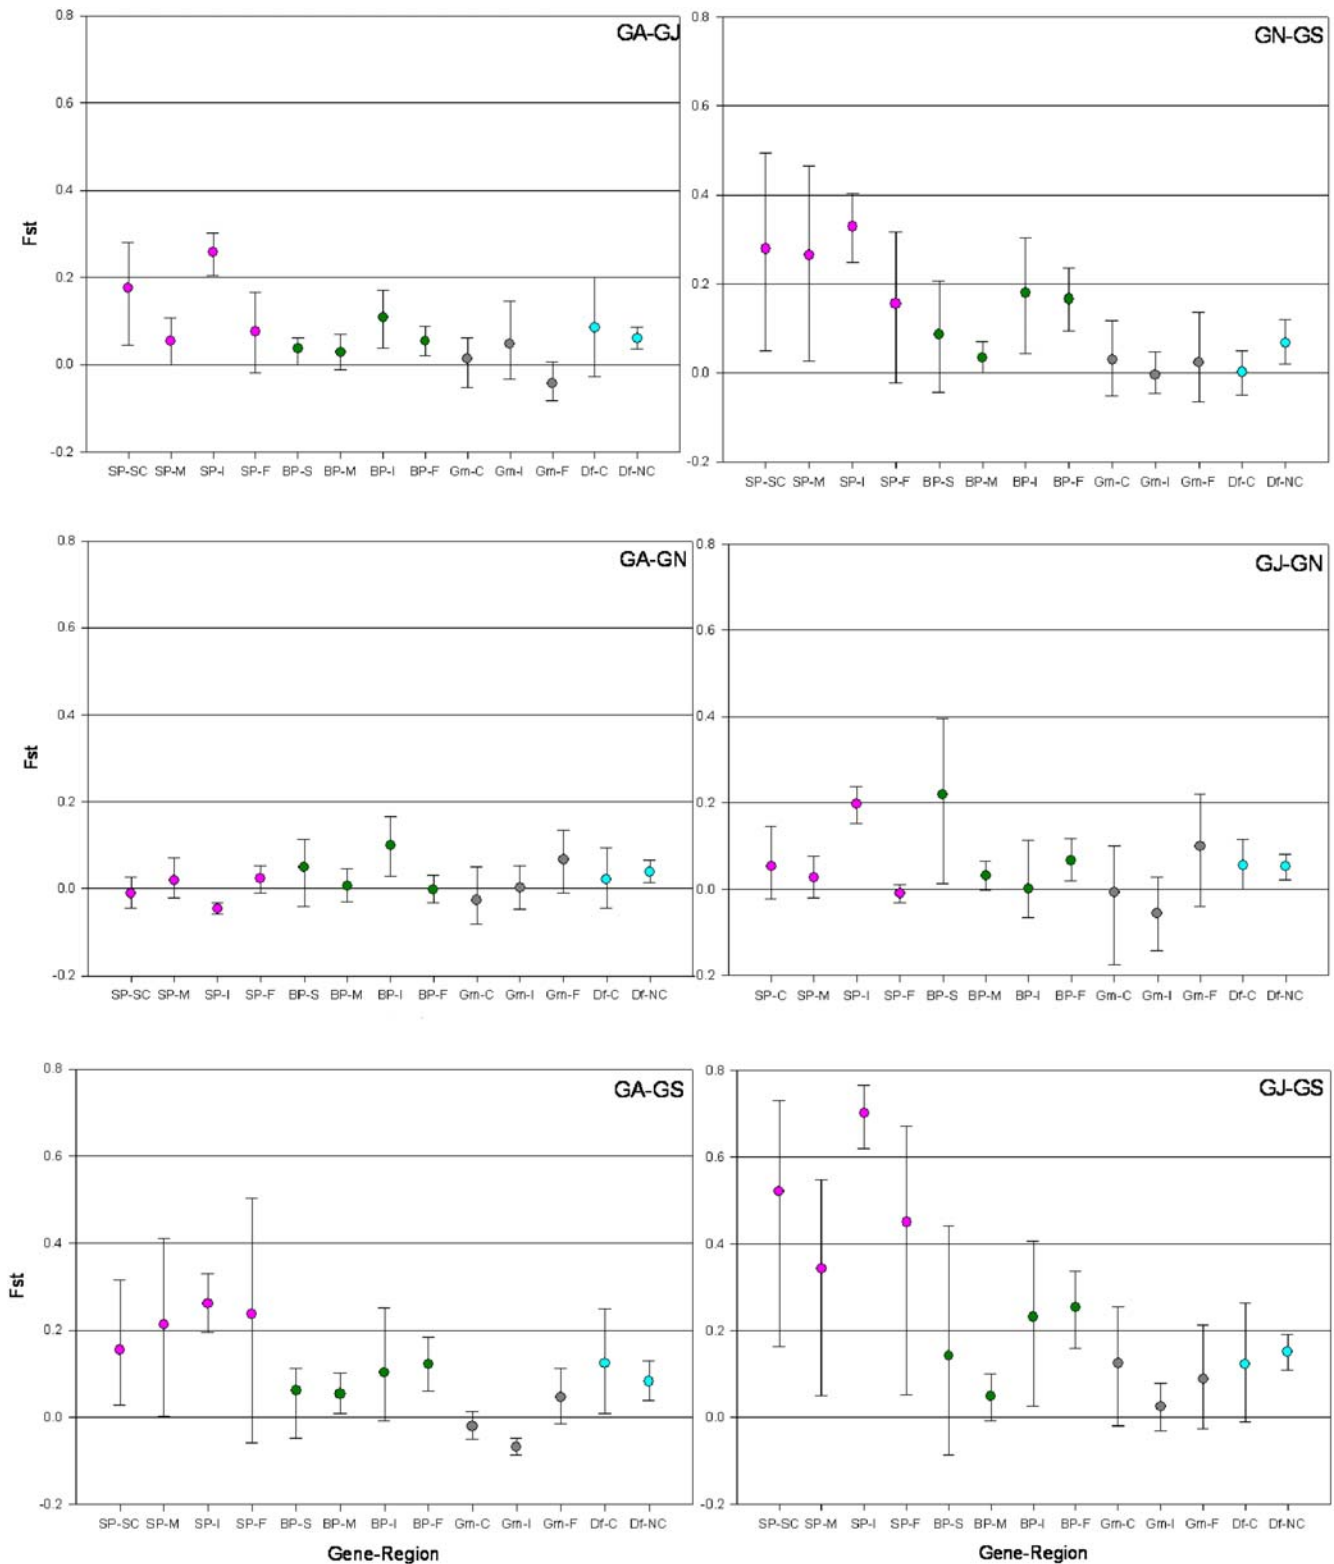 GA-GJ
0.8
0.6
0.4
0.2
0.0
-0.2
Fst
SP-SC SP-M SP-I SP-F BP-S BP-M BP-I BP-F Gm-C Gm-I Gm-F Df-C Df-NC
GN-GS
0.8
0.6
0.4
0.2
0.0
-0.2
SP-SC SP-M SP-I SP-F BP-S BP-M BP-I BP-F Gm-C Gm-I Gm-F Df-C Df-NC
GA-GN
0.8
0.6
0.4
0.2
0.0
-0.2
Fst
SP-SC SP-M SP-I SP-F BP-S BP-M BP-I BP-F Gm-C Gm-I Gm-F Df-C Df-NC
GJ-GN
0.8
0.6
0.4
0.2
0.0
0.2
SP-C SP-M SP-I SP-F BP-S BP-M BP-I BP-F Gm-C Gm-I Gm-F Df-C Df-NC
GA-GS
0.8
0.6
0.4
0.2
0.0
-0.2
Fst
SP-SC SP-M SP-I SP-F BP-S BP-M BP-I BP-F Gm-C Gm-I Gm-F Df-C Df-NC
Gene-Region
GJ-GS
0.8
0.6
0.4
0.2
0.0
-0.2
SP-SC SP-M SP-I SP-F BP-S BP-M BP-I BP-F Gm-C Gm-I Gm-F Df-C Df-NC
Gene-Region